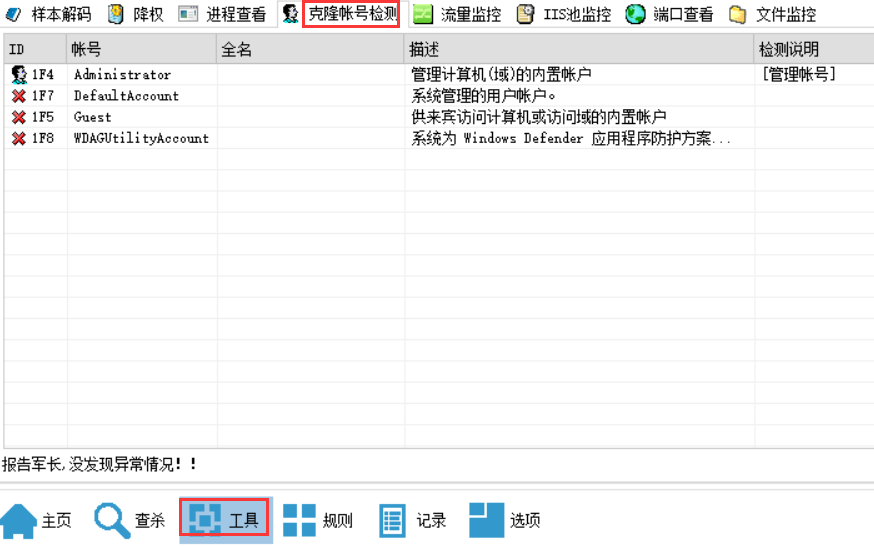 样本解码 降权 进程查看 克隆帐号检测 流量监控 IIS池监控 端口查看 文件监控
ID 帐号 全名 描述 检测说明
1F4 Administrator 管理计算机(域)的内置帐户 [管理帐号]
1F7 DefaultAccount 系统管理的用户帐户。
1F5 Guest 供来宾访问计算机或访问域的内置帐户
1F8 WDAGUtilityAccount 系统为 Windows Defender 应用程序防护方案...
报告军长,没发现异常情况!!
主页 查杀 工具 规则 记录 选项